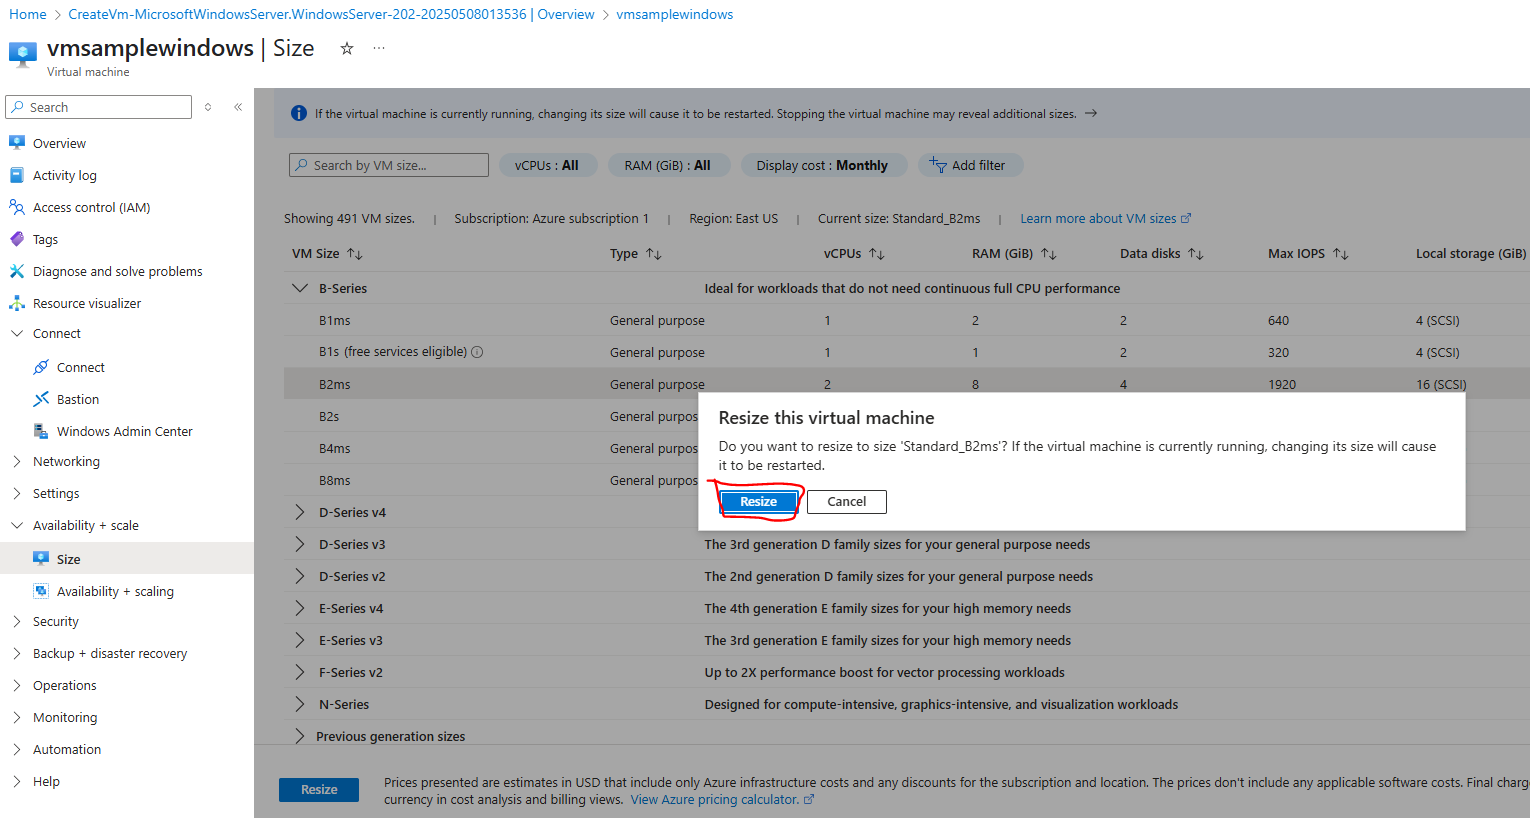 Home > CreateVm-MicrosoftWindowsServer.WindowsServer-202-20250508013536 | Overview > vmsamplewindows
vmsamplewindows | Size
Virtual machine
Search
Overview
Activity log
Access control (IAM)
Tags
Diagnose and solve problems
Resource visualizer
Connect
Connect
Bastion
Windows Admin Center
Networking
Settings
Availability + scale
Size
Availability + scaling
Security
Backup + disaster recovery
Operations
Monitoring
Automation
Help
If the virtual machine is currently running, changing its size will cause it to be restarted. Stopping the virtual machine may reveal additional sizes. →
Search by VM size... vCPUs : All RAM (GiB) : All Display cost : Monthly Add filter
Showing 491 VM sizes. | Subscription: Azure subscription 1 | Region: East US | Current size: Standard_B2ms | Learn more about VM sizes
VM Size ↑↓ Type ↑↓ vCPUs ↑↓ RAM (GiB) ↑↓ Data disks ↑↓ Max IOPS ↑↓ Local storage (GiB)
B-Series Ideal for workloads that do not need continuous full CPU performance
B1ms General purpose 1 2 2 640 4 (SCSI)
B1s (free services eligible) General purpose 1 1 2 320 4 (SCSI)
B2ms General purpose 2 8 4 1920 16 (SCSI)
B2s General purpos
B4ms General purpos
B8ms General purpos
Resize this virtual machine
Do you want to resize to size 'Standard_B2ms'? If the virtual machine is currently running, changing its size will cause
it to be restarted.
Resize Cancel
D-Series v4
D-Series v3 The 3rd generation D family sizes for your general purpose needs
D-Series v2 The 2nd generation D family sizes for your general purpose needs
E-Series v4 The 4th generation E family sizes for your high memory needs
E-Series v3 The 3rd generation E family sizes for your high memory needs
F-Series v2 Up to 2X performance boost for vector processing workloads
N-Series Designed for compute-intensive, graphics-intensive, and visualization workloads
Previous generation sizes
Resize
Prices presented are estimates in USD that include only Azure infrastructure costs and any discounts for the subscription and location. The prices don't include any applicable software costs. Final charg
currency in cost analysis and billing views. View Azure pricing calculator.